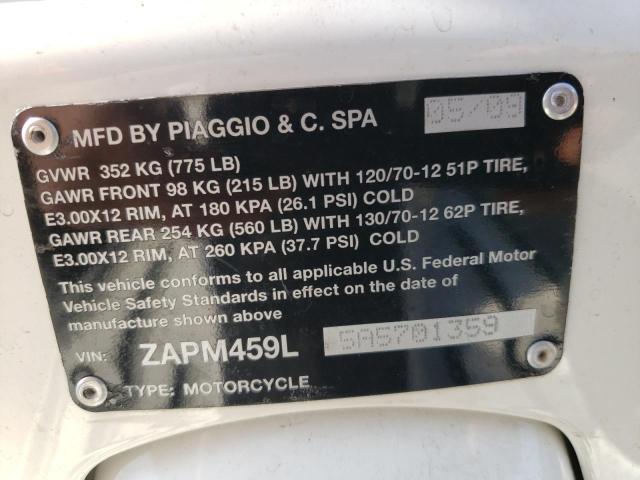 MFD BY PIAGGIO & C. SPA 05/09
GVWR 352 KG (775 LB)
GAWR FRONT 98 KG (215 LB) WITH 120/70-12 51P TIRE,
E3.00X12 RIM, AT 180 KPA (26.1 PSI) COLD
GAWR REAR 254 KG (560 LB) WITH 130/70-12 62P TIRE,
E3.00X12 RIM, AT 260 KPA (37.7 PSI) COLD
This vehicle conforms to all applicable U.S. Federal Motor
Vehicle Safety Standards in effect on the date of
manufacture shown above
VIN: ZAPM459L 5A5701359
TYPE: MOTORCYCLE